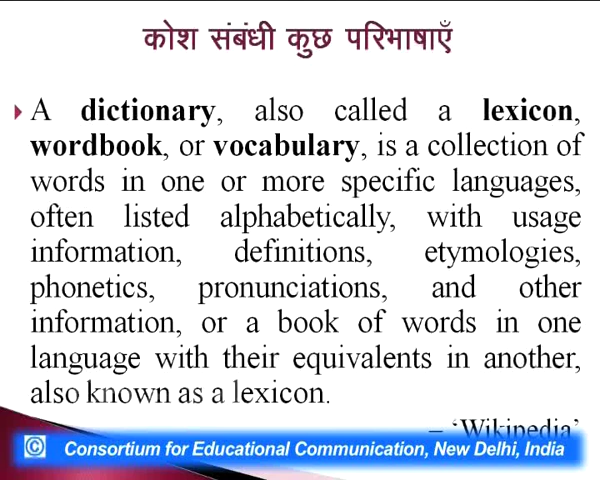 कोश संबंधी कुछ परिभाषाएँ
A dictionary, also called a lexicon,
wordbook, or vocabulary, is a collection of
words in one or more specific languages,
often listed alphabetically, with usage
information, definitions, etymologies,
phonetics, pronunciations, and other
information, or a book of words in one
language with their equivalents in another,
also known as a lexicon.
– ‘Wikipedia’
© Consortium for Educational Communication, New Delhi, India